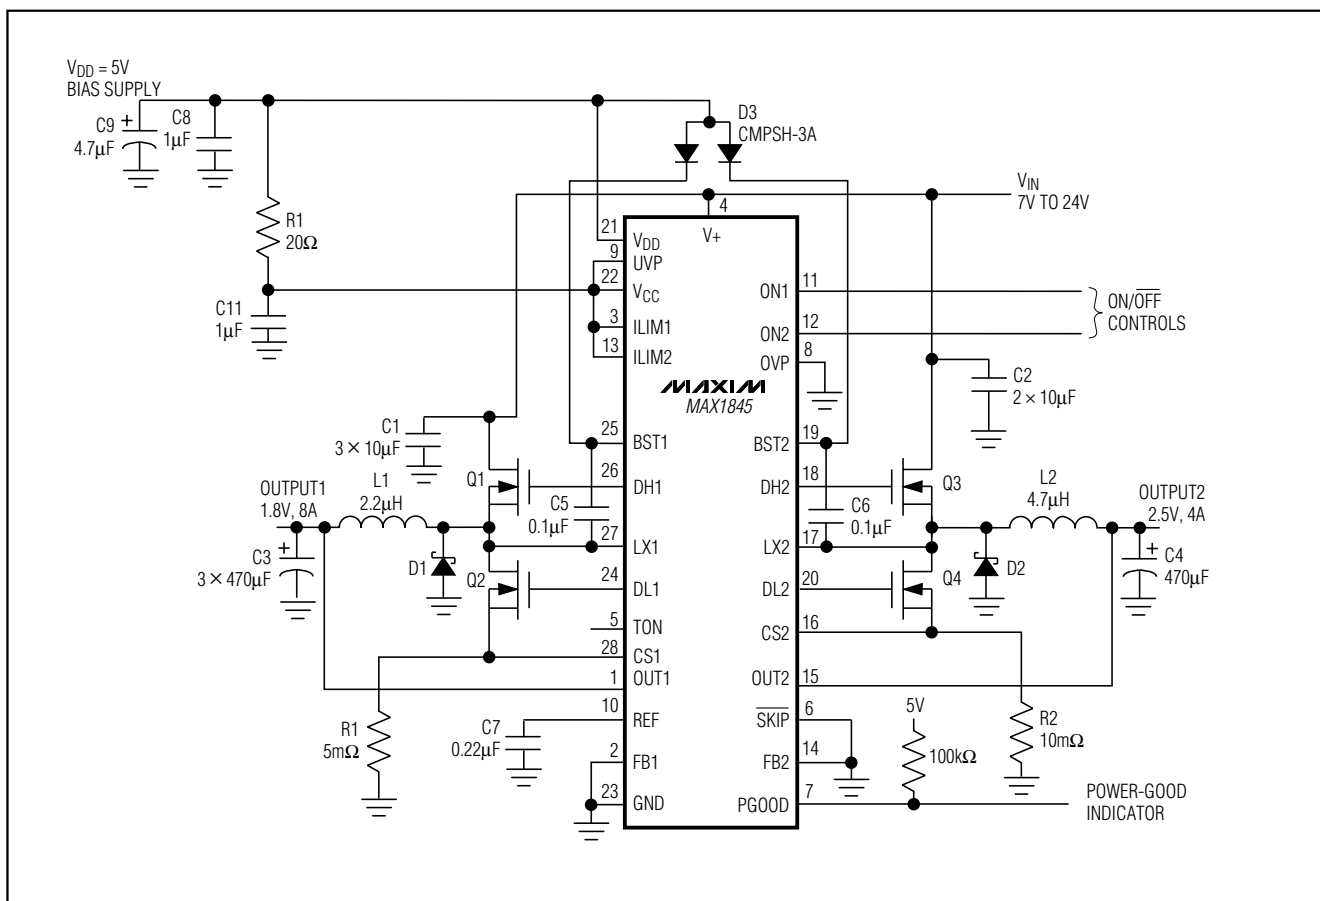 V_DD = 5V
BIAS SUPPLY
C9
4.7μF
+
C8
1μF
D3
CMPSH-3A
V_IN
7V TO 24V
R1
20Ω
C11
1μF
4
V+
21
V_DD
9
UVP
22
V_CC
3
ILIM1
13
ILIM2
ON1
11
ON2
12
ON/OFF
CONTROLS
OVP
8
MAXIM
MAX1845
C2
2 × 10μF
C1
3 × 10μF
25
BST1
BST2
19
26
DH1
DH2
18
Q1
Q3
C5
0.1μF
C6
0.1μF
OUTPUT1
1.8V, 8A
L1
2.2μH
L2
4.7μH
OUTPUT2
2.5V, 4A
27
LX1
LX2
17
+
C3
3 × 470μF
D1
Q2
24
DL1
DL2
20
Q4
D2
+
C4
470μF
5
TON
CS2
16
28
CS1
1
OUT1
OUT2
15
10
REF
SKIP
6
5V
R1
5mΩ
C7
0.22μF
R2
10mΩ
2
FB1
FB2
14
100kΩ
23
GND
PGOOD
7
POWER-GOOD
INDICATOR